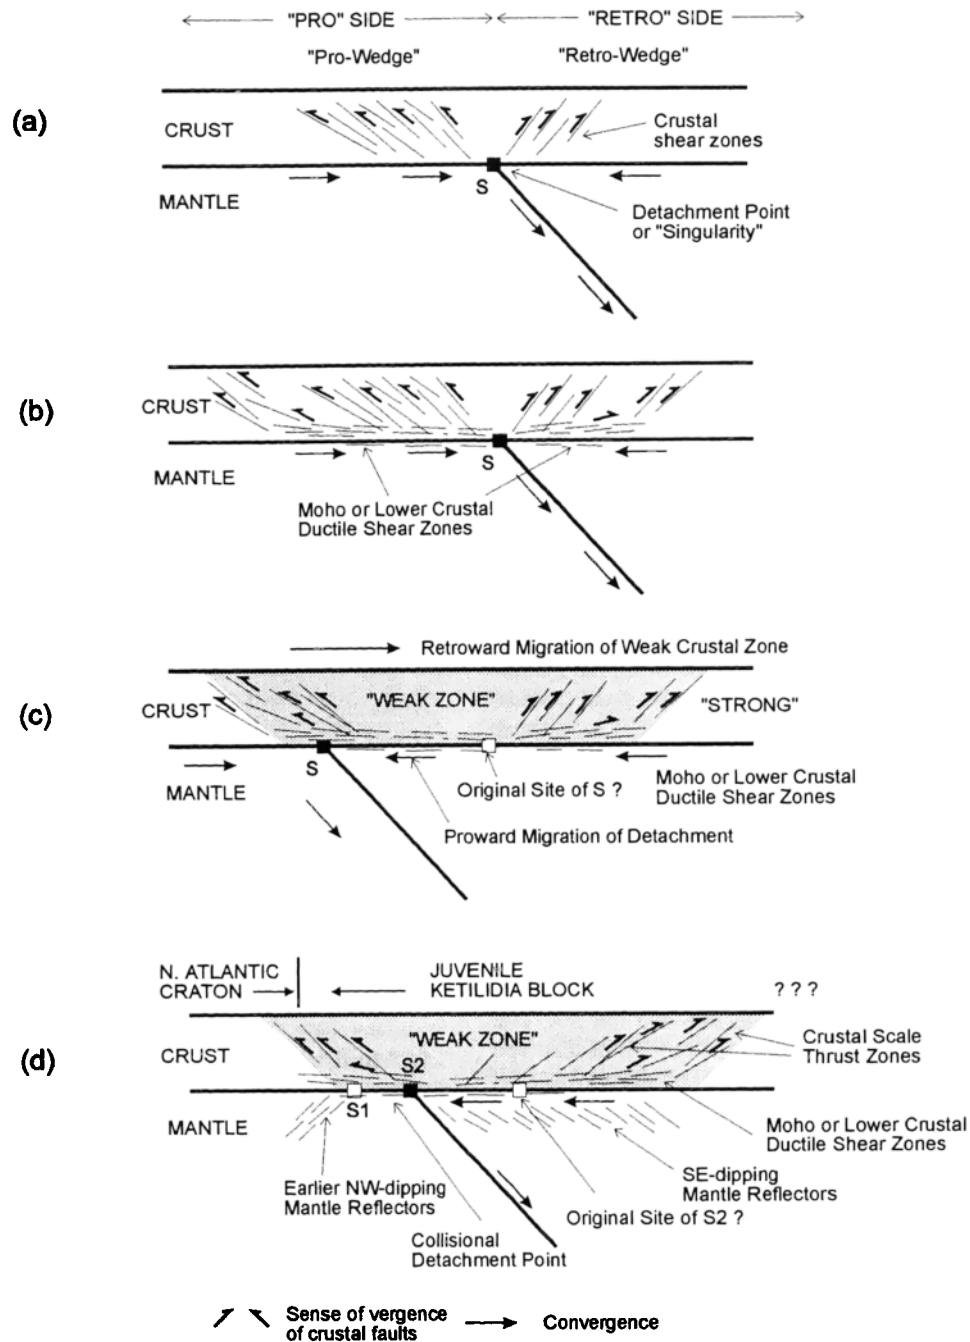 "PRO" SIDE
"RETRO" SIDE
"Pro-Wedge"
"Retro-Wedge"
(a)
CRUST
Crustal
shear zones
MANTLE
S
Detachment Point
or "Singularity"
(b)
CRUST
MANTLE
S
Moho or Lower Crustal
Ductile Shear Zones
Retroward Migration of Weak Crustal Zone
(c)
CRUST
"WEAK ZONE"
"STRONG"
S
MANTLE
Original Site of S ?
Moho or Lower Crustal
Ductile Shear Zones
Proward Migration of Detachment
N. ATLANTIC
CRATON
JUVENILE
KETILIDIA BLOCK
? ? ?
(d)
CRUST
"WEAK ZONE"
Crustal Scale
Thrust Zones
S2
S1
MANTLE
Moho or Lower Crustal
Ductile Shear Zones
Earlier NW-dipping
Mantle Reflectors
SE-dipping
Mantle Reflectors
Original Site of S2 ?
Collisional
Detachment Point
Sense of vergence
of crustal faults
Convergence